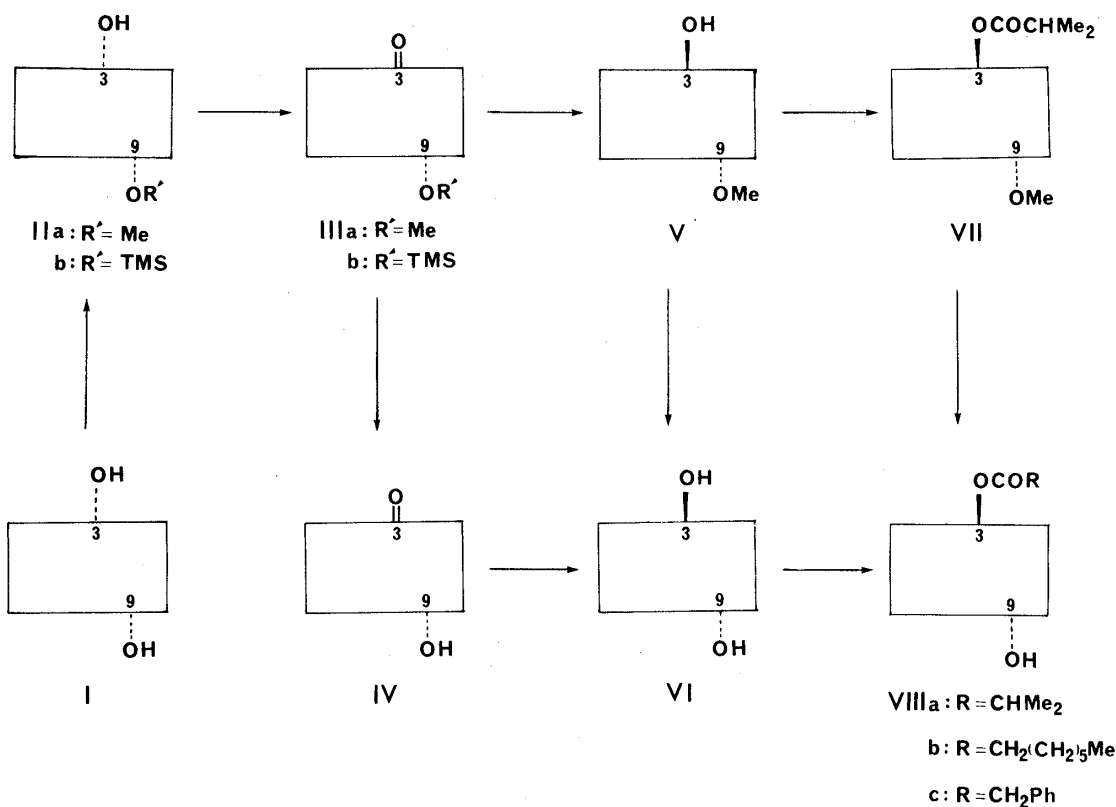 OH
3
9
OR′
IIa: R′= Me
b: R′= TMS
O
3
9
OR′
IIIa: R′= Me
b: R′= TMS
OH
3
9
OMe
V
OCOCHMe2
3
9
OMe
VII
OH
3
9
OH
I
O
3
9
OH
IV
OH
3
9
OH
VI
OCOR
3
9
OH
VIIIa: R = CHMe2
b: R = CH2(CH2)5Me
c: R = CH2Ph